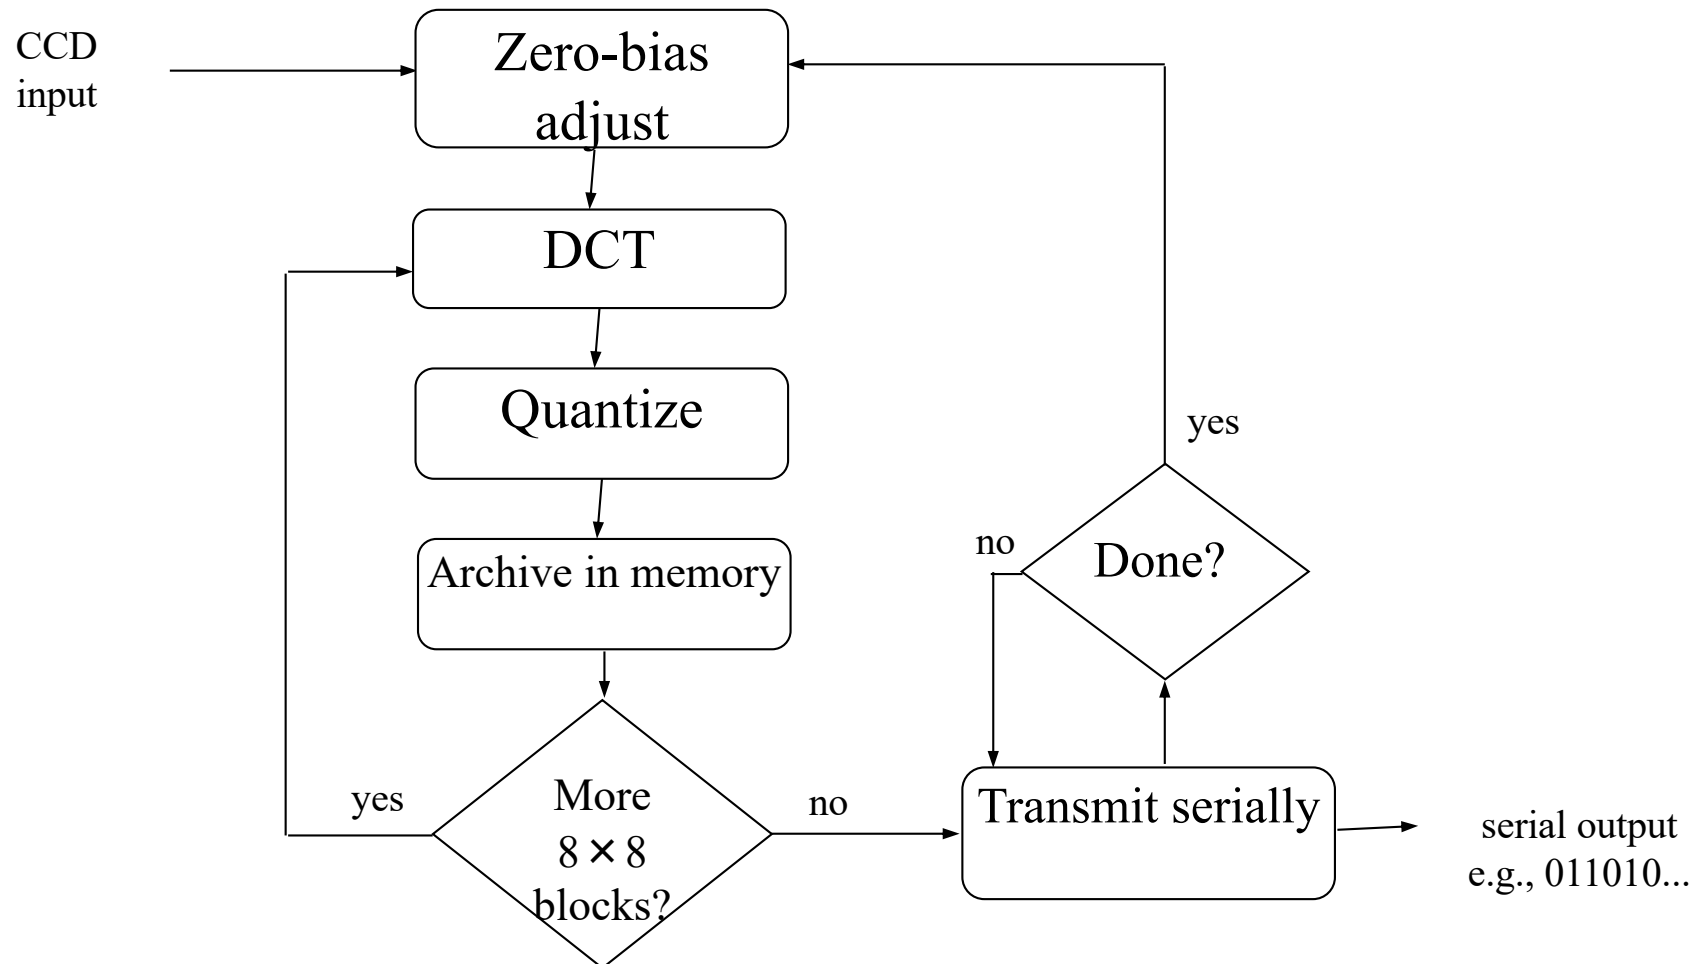 CCD
input
Zero-bias
adjust
DCT
Quantize
Archive in memory
More
8×8
blocks?
yes
no
Transmit serially
Done?
no
yes
serial output
e.g., 011010...